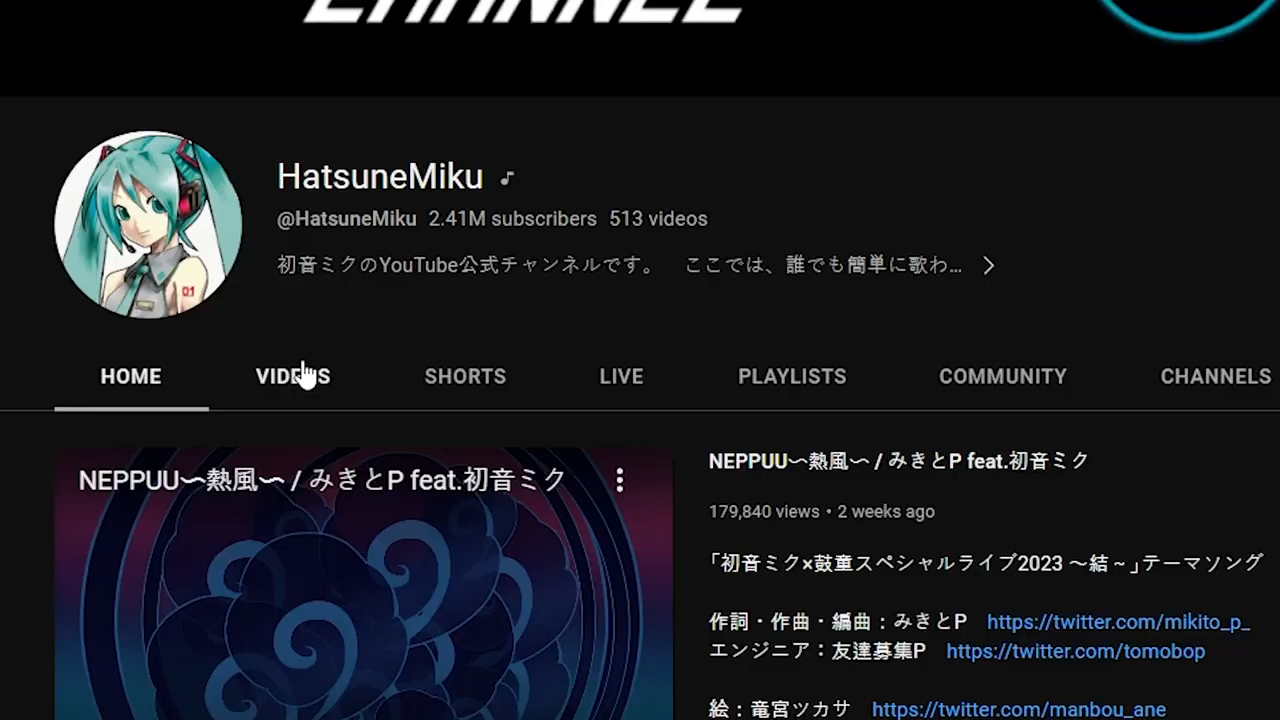 CHANNEL
HatsuneMiku
@HatsuneMiku 2.41M subscribers 513 videos
初音ミクのYouTube公式チャンネルです。 ここでは、誰でも簡単に歌わ…
01
HOME VIDEOS SHORTS LIVE PLAYLISTS COMMUNITY CHANNELS
NEPPUU〜熱風〜 / みきとP feat.初音ミク
NEPPUU〜熱風〜 / みきとP feat.初音ミク
179,840 views・2 weeks ago
「初音ミク×鼓童スペシャルライブ2023 〜結～」テーマソング
作詞・作曲・編曲：みきとP https://twitter.com/mikito_p_
エンジニア：友達募集P https://twitter.com/tomobop
絵：竜宮ツカサ https://twitter.com/manbou_ane